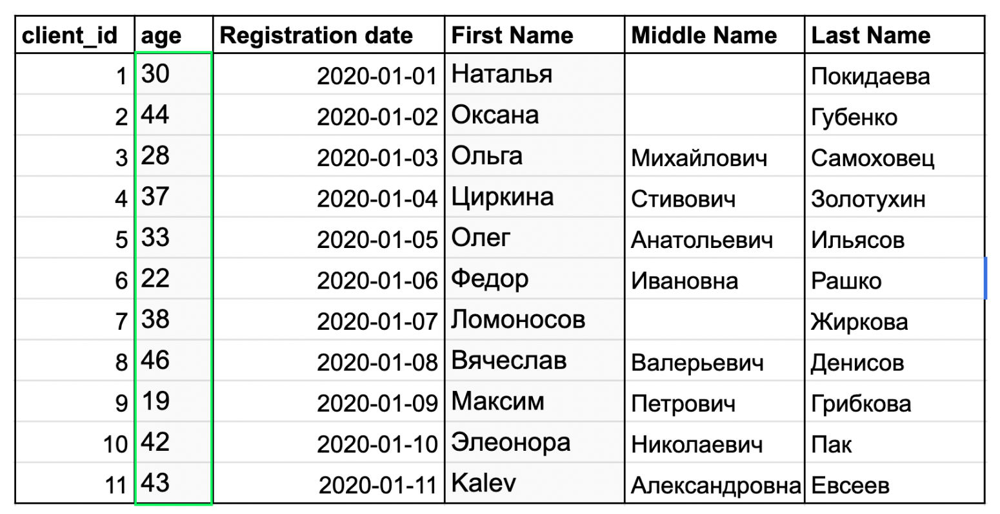 client_id age Registration date First Name Middle Name Last Name
1 30 2020-01-01 Наталья Покидаева
2 44 2020-01-02 Оксана Губенко
3 28 2020-01-03 Ольга Михайлович Самоховец
4 37 2020-01-04 Циркина Стивович Золотухин
5 33 2020-01-05 Олег Анатольевич Ильясов
6 22 2020-01-06 Федор Ивановна Рашко
7 38 2020-01-07 Ломоносов Жиркова
8 46 2020-01-08 Вячеслав Валерьевич Денисов
9 19 2020-01-09 Максим Петрович Грибкова
10 42 2020-01-10 Элеонора Николаевич Пак
11 43 2020-01-11 Kalev Александровна Евсеев